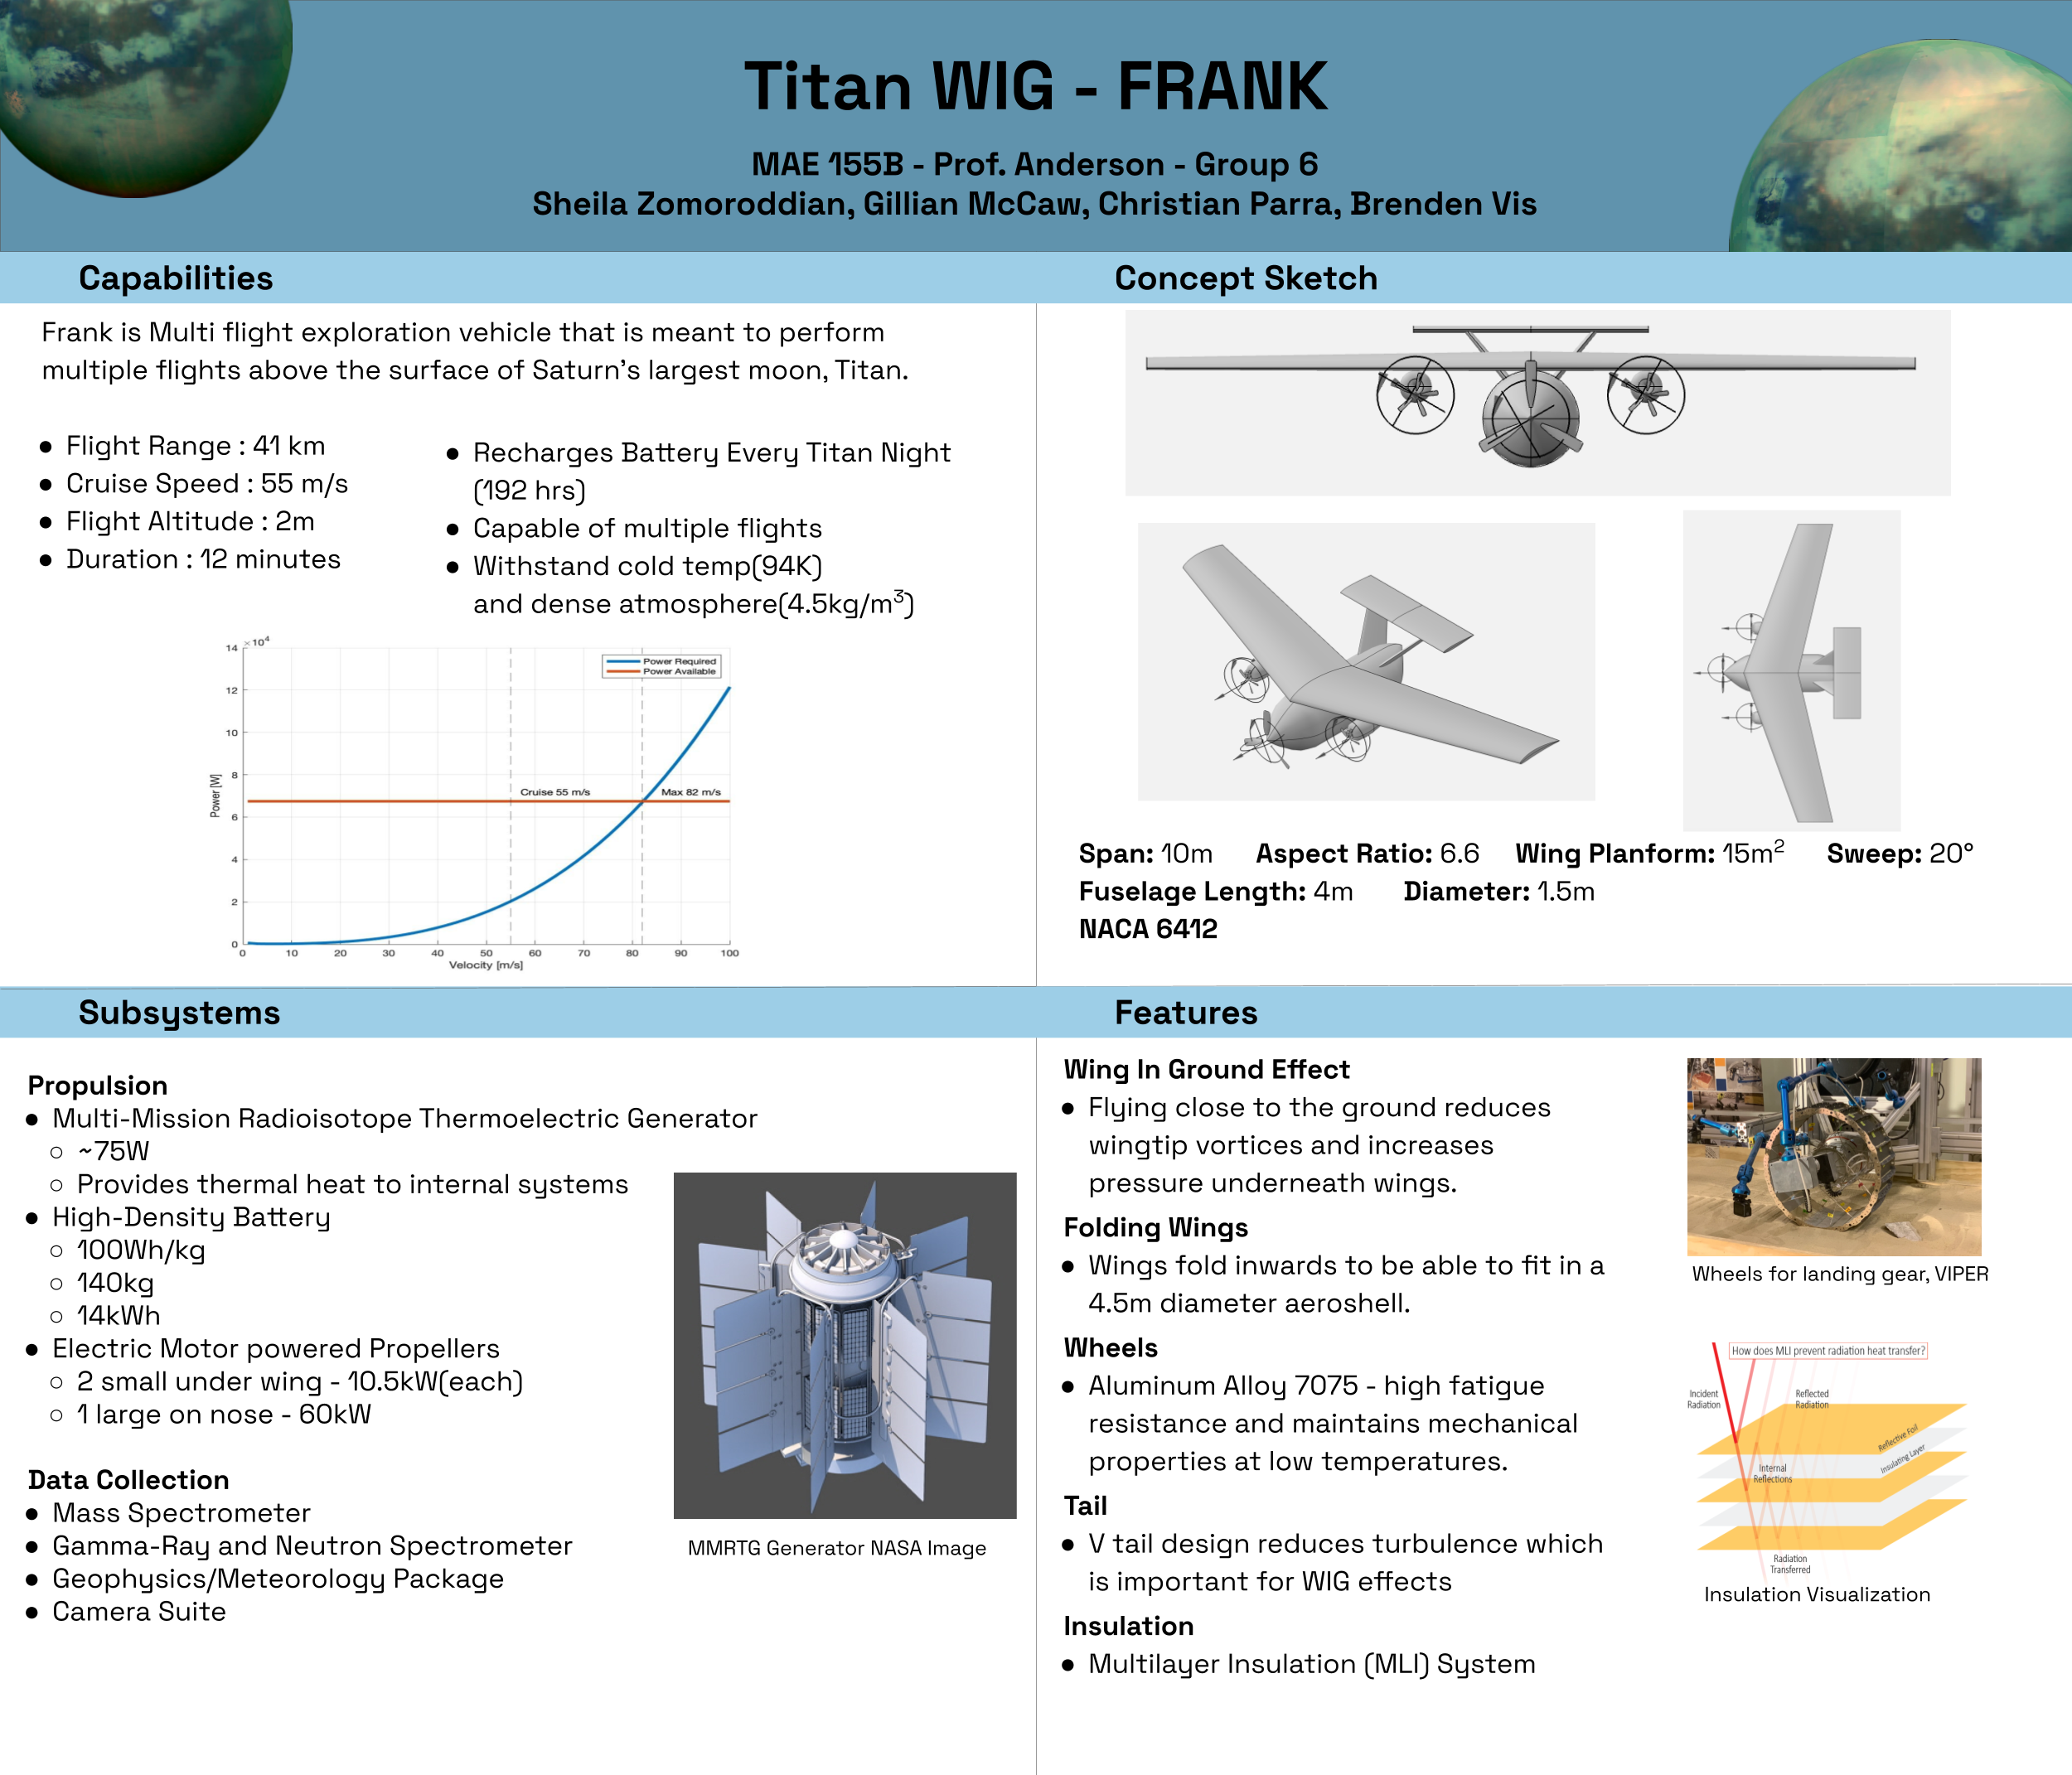 Titan WIG - FRANK
MAE 155B - Prof. Anderson - Group 6
Sheila Zomoroddian, Gillian McCaw, Christian Parra, Brenden Vis
Capabilities
Frank is Multi flight exploration vehicle that is meant to perform
multiple flights above the surface of Saturn's largest moon, Titan.
● Flight Range : 41 km
● Cruise Speed : 55 m/s
● Flight Altitude : 2m
● Duration : 12 minutes
● Recharges Battery Every Titan Night
(192 hrs)
● Capable of multiple flights
● Withstand cold temp(94K)
and dense atmosphere(4.5kg/m³)
×10⁴
14
12
10
8
6
4
2
0
Power [W]
Power Required
Power Available
Cruise 55 m/s
Max 82 m/s
0 10 20 30 40 50 60 70 80 90 100
Velocity [m/s]
Concept Sketch
Span: 10m Aspect Ratio: 6.6 Wing Planform: 15m² Sweep: 20°
Fuselage Length: 4m Diameter: 1.5m
NACA 6412
Subsystems
Propulsion
● Multi-Mission Radioisotope Thermoelectric Generator
○ ~75W
○ Provides thermal heat to internal systems
● High-Density Battery
○ 100Wh/kg
○ 140kg
○ 14kWh
● Electric Motor powered Propellers
○ 2 small under wing - 10.5kW(each)
○ 1 large on nose - 60kW
Data Collection
● Mass Spectrometer
● Gamma-Ray and Neutron Spectrometer
● Geophysics/Meteorology Package
● Camera Suite
MMRTG Generator NASA Image
Features
Wing In Ground Effect
● Flying close to the ground reduces
wingtip vortices and increases
pressure underneath wings.
Folding Wings
● Wings fold inwards to be able to fit in a
4.5m diameter aeroshell.
Wheels
● Aluminum Alloy 7075 - high fatigue
resistance and maintains mechanical
properties at low temperatures.
Tail
● V tail design reduces turbulence which
is important for WIG effects
Insulation
● Multilayer Insulation (MLI) System
Wheels for landing gear, VIPER
How does MLI prevent radiation heat transfer?
Incident
Radiation
Reflected
Radiation
Reflective Foil
Insulating Layer
Internal
Reflections
Radiation
Transferred
Insulation Visualization